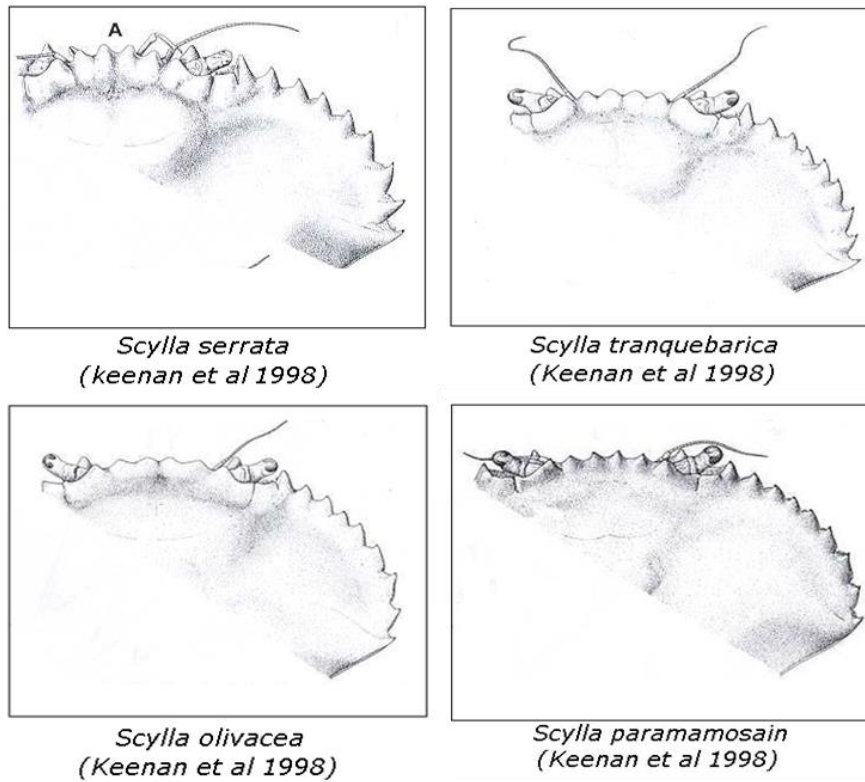 A
Scylla serrata
(keenan et al 1998)
Scylla tranquebarica
(Keenan et al 1998)
Scylla olivacea
(Keenan et al 1998)
Scylla paramamosain
(Keenan et al 1998)